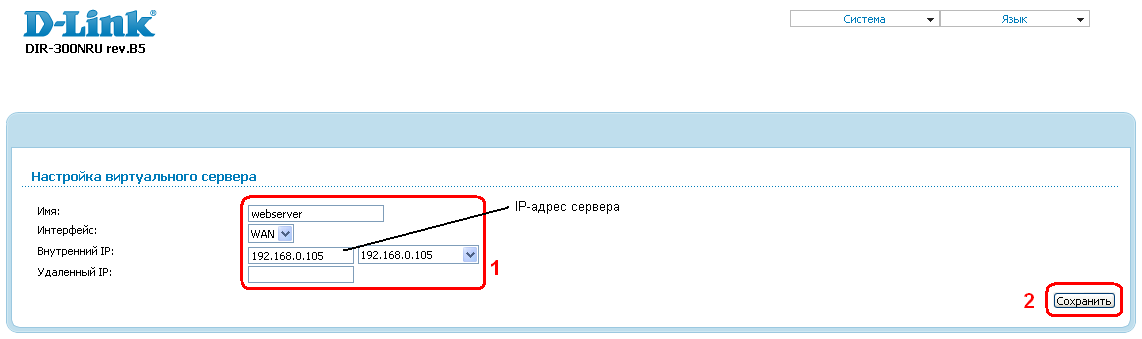 D-Link
DIR-300NRU rev.B5
Система Язык
Настройка виртуального сервера
Имя: webserver
IP-адрес сервера
Интерфейс: WAN
Внутренний IP: 192.168.0.105 192.168.0.105
Удаленный IP:
1
2 Сохранить